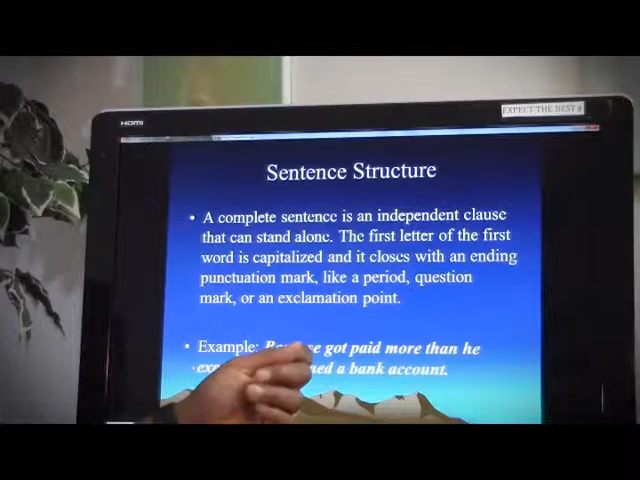 HDMI
EXPECT THE BEST #
Sentence Structure
• A complete sentence is an independent clause
that can stand alone. The first letter of the first
word is capitalized and it closes with an ending
punctuation mark, like a period, question
mark, or an exclamation point.
• Example: got paid more than he
a bank account.